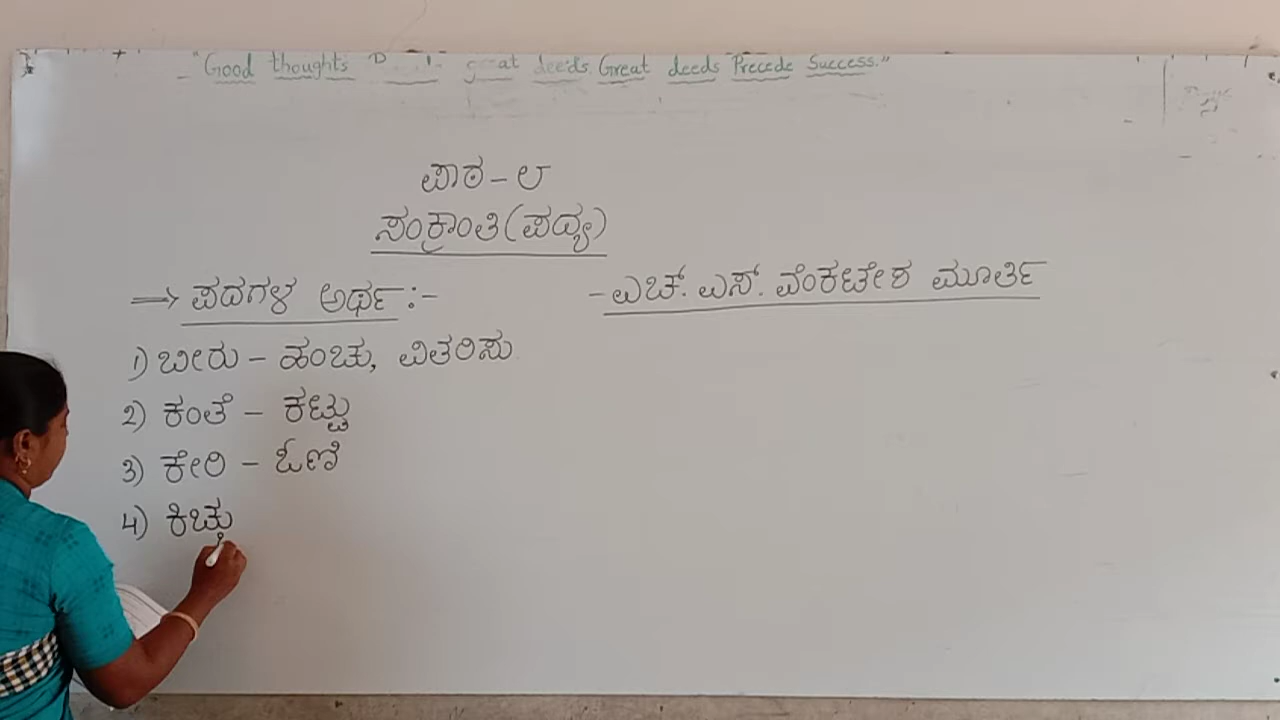 "Good thoughts great deeds. Great deeds Precede Success."
ಪಾಠ - ೮
ಸಂಕ್ರಾಂತಿ (ಪದ್ಯ)
⟹ ಪದಗಳ ಅರ್ಥ :-
- ಎಚ್. ಎಸ್. ವೆಂಕಟೇಶ ಮೂರ್ತಿ
1) ಬೀರು - ಹಂಚು, ವಿತರಿಸು
2) ಕಂತೆ - ಕಟ್ಟು
3) ಕೇರಿ - ಓಣಿ
4) ಕಿಚ್ಚು